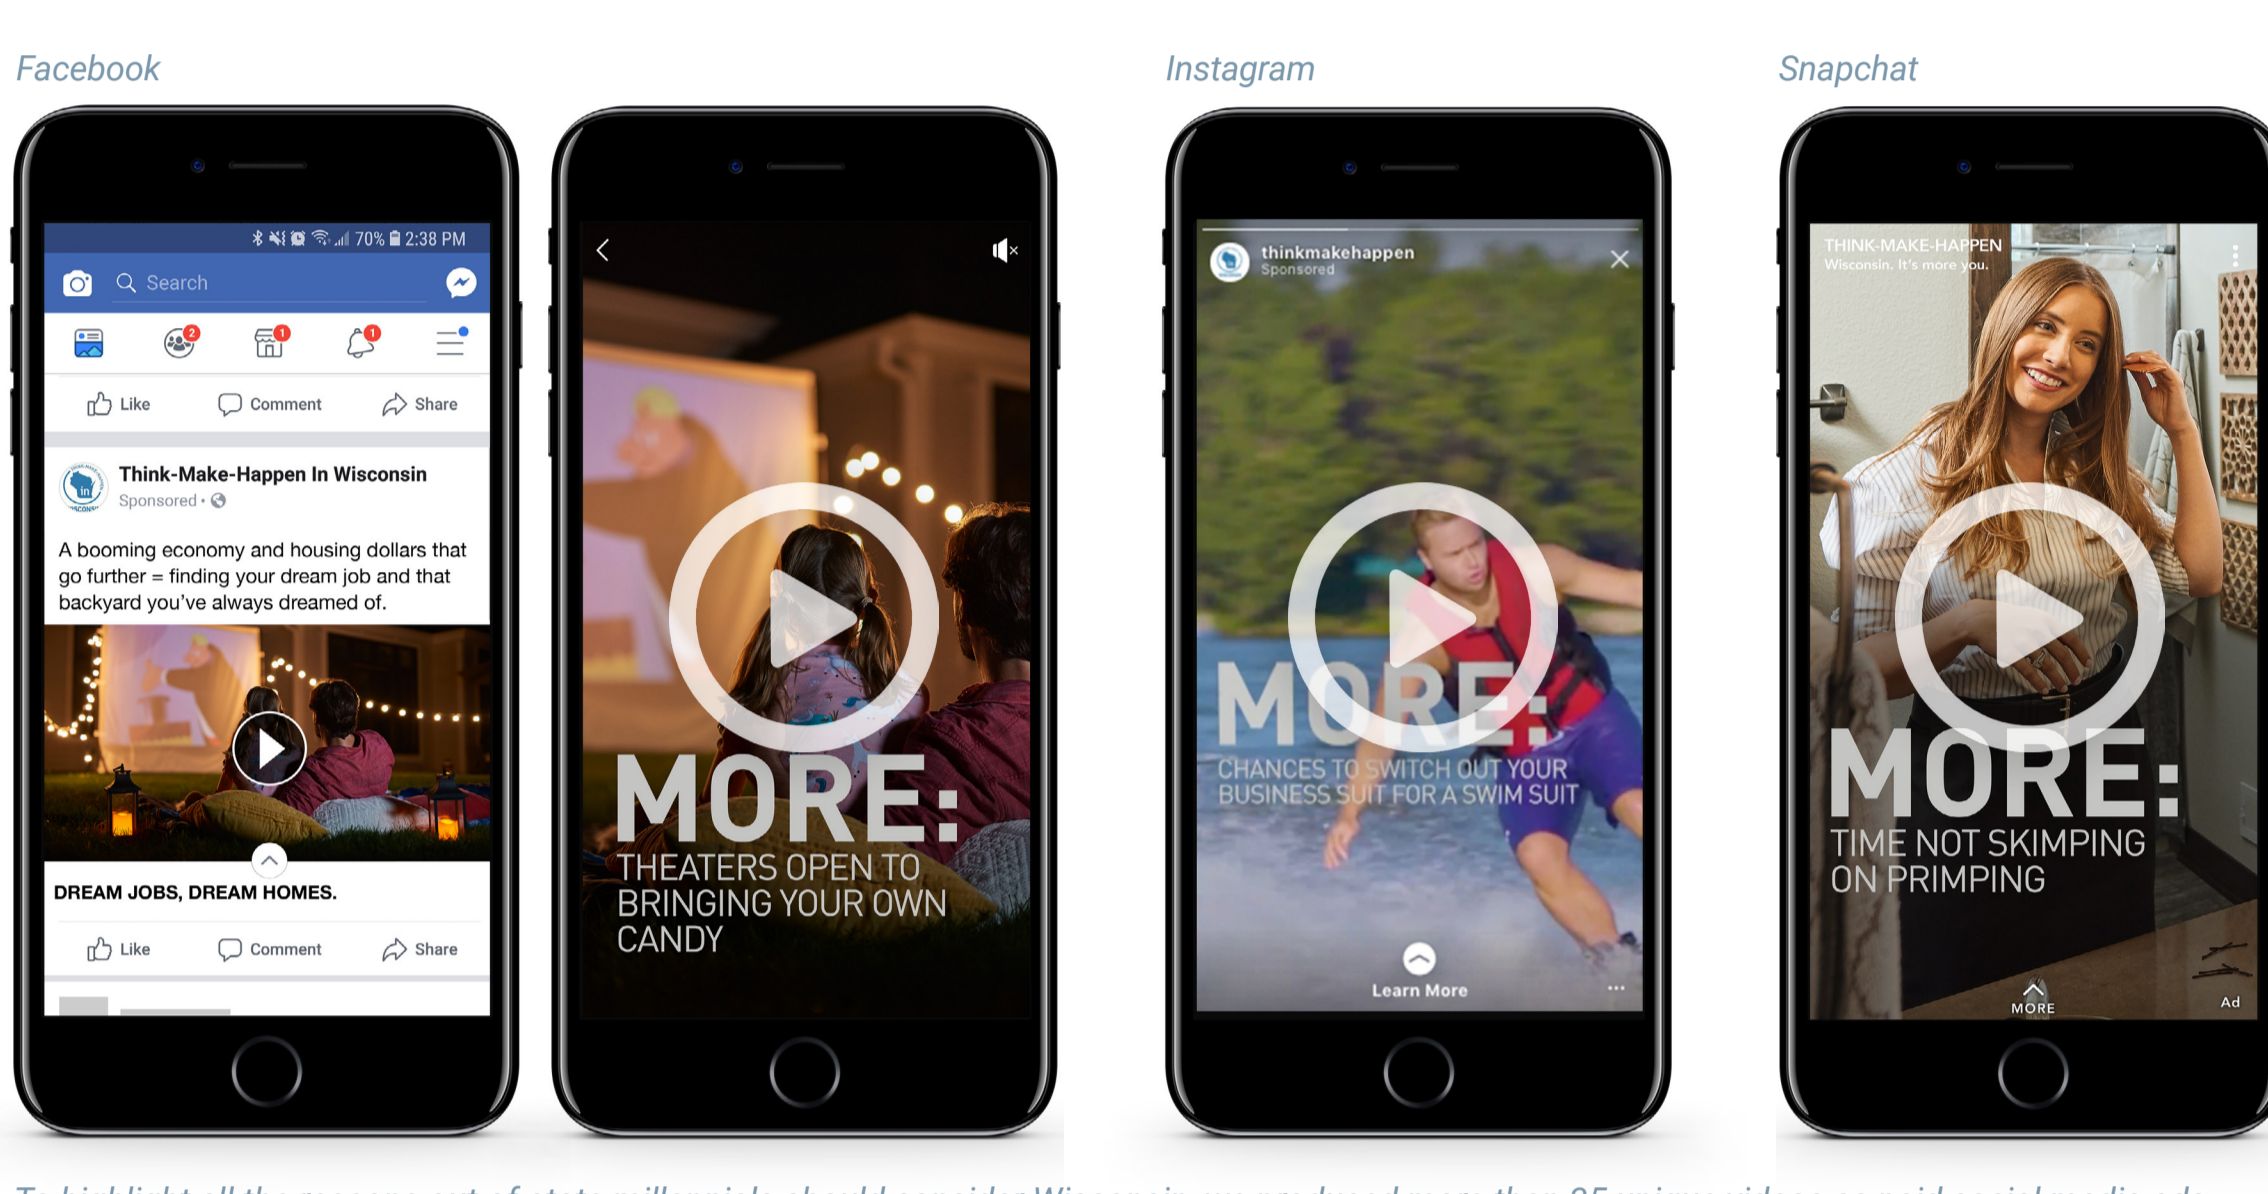 Facebook
Instagram
Snapchat
70% 2:38 PM
Search
2
1
1
Like Comment Share
Think-Make-Happen In Wisconsin
Sponsored
in
A booming economy and housing dollars that
go further = finding your dream job and that
backyard you've always dreamed of.
DREAM JOBS, DREAM HOMES.
Like Comment Share
MORE:
THEATERS OPEN TO
BRINGING YOUR OWN
CANDY
thinkmakehappen
Sponsored
MORE:
CHANCES TO SWITCH OUT YOUR
BUSINESS SUIT FOR A SWIM SUIT
Learn More
THINK-MAKE-HAPPEN
Wisconsin. It's more you.
MORE:
TIME NOT SKIMPING
ON PRIMPING
MORE
Ad